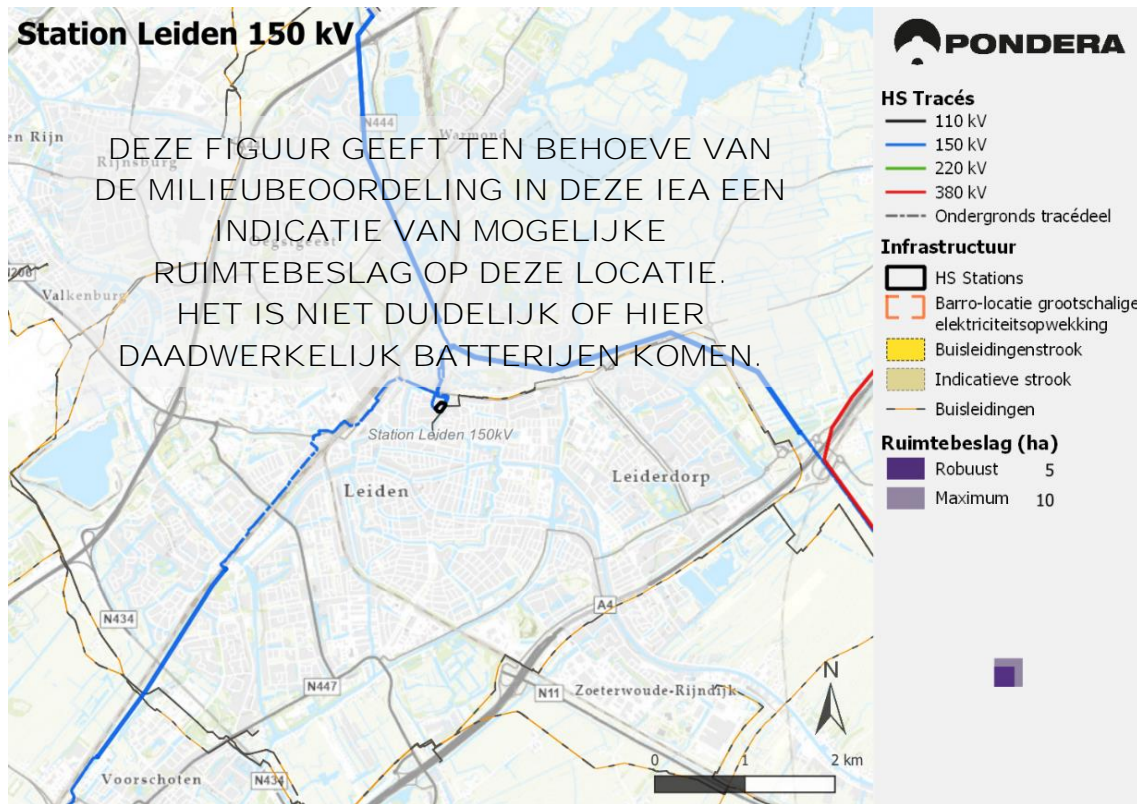 Station Leiden 150 kV
DEZE FIGUUR GEEFT TEN BEHOEVE VAN
DE MILIEUBEOORDELING IN DEZE IEA EEN
INDICATIE VAN MOGELIJKE
RUIMTEBESLAG OP DEZE LOCATIE.
HET IS NIET DUIDELIJK OF HIER
DAADWERKELIJK BATTERIJEN KOMEN.
N444
Warmond
en Rijn
Rijnsburg
Oegstgeest
Valkenburg
Station Leiden 150kV
Leiden
Leiderdorp
N434
A4
N447
N11
Zoeterwoude-Rijndijk
Voorschoten
N434
N
0 1 2 km
PONDERA
HS Tracés
110 kV
150 kV
220 kV
380 kV
Ondergronds tracédeel
Infrastructuur
HS Stations
Barro-locatie grootschalige
elektriciteitsopwekking
Buisleidingenstrook
Indicatieve strook
Buisleidingen
Ruimtebeslag (ha)
Robuust 5
Maximum 10